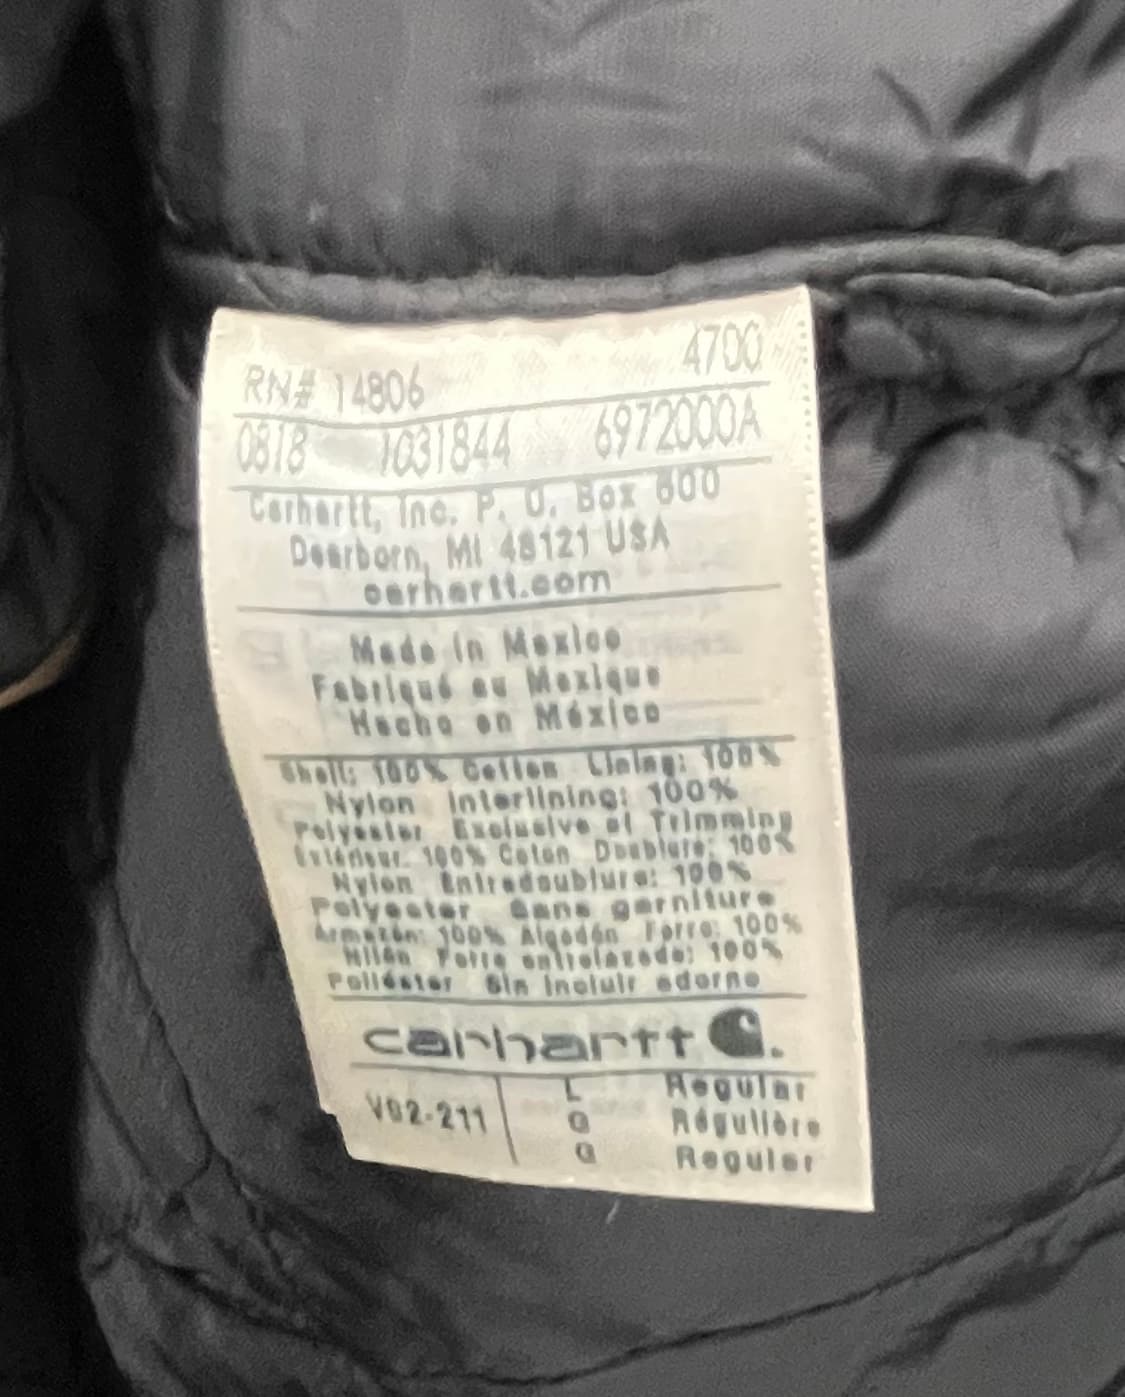 4700
RN# 14806
0818 1031844 6972000A
Carhartt, Inc. P. O. Box 600
Dearborn, MI 48121 USA
carhartt.com
Made in Mexico
Fabriqué au Mexique
Hecho en México
Shell: 100% Cotton Lining: 100%
Nylon Interlining: 100%
Polyester Exclusive of Trimming
Extérieur: 100% Coton Doublure: 100%
Nylon Entredoublure: 100%
Polyester Sans garniture
Armazón: 100% Algodón Forro: 100%
Nilón Forro entrelazado: 100%
Poliéster Sin incluir adorno
carhartt
V02-211 L Regular
G Régulière
G Regular